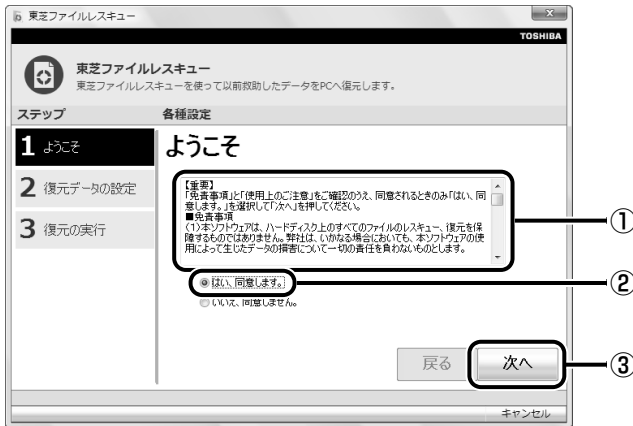 東芝ファイルレスキュー
x
TOSHIBA
東芝ファイルレスキュー
東芝ファイルレスキューを使って以前救助したデータをPCへ復元します。
ステップ
各種設定
1 ようこそ
2 復元データの設定
3 復元の実行
ようこそ
【重要】
「免責事項」と「使用上のご注意」をご確認のうえ、同意されるときのみ「はい、同
意します。」を選択して「次へ」を押してください。
■免責事項
(1)本ソフトウェアは、ハードディスク上のすべてのファイルのレスキュー、復元を保
障するものではありません。弊社は、いかなる場合においても、本ソフトウェアの使
用によって生じたデータの損害について一切の責任を負わないものとします。
①
はい、同意します。
②
いいえ、同意しません。
戻る
次へ
③
キャンセル